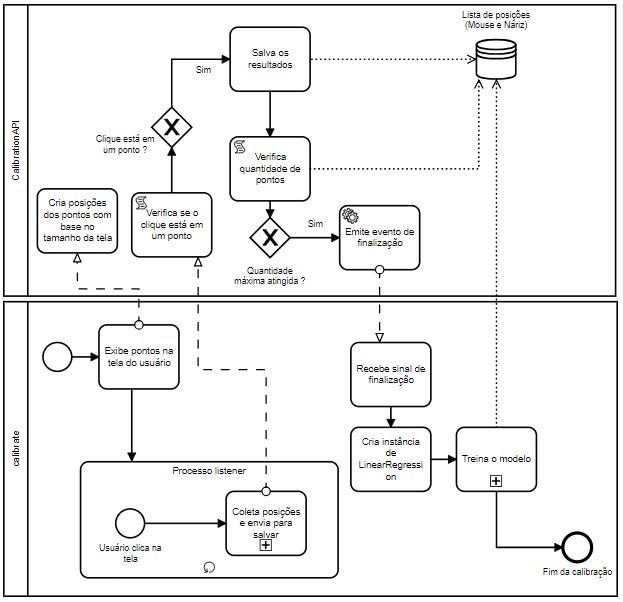 CalibrationAPI
Lista de posições
(Mouse e Nariz)
Salva os
resultados
Sim
Clique está em
um ponto ?
Verifica
quantidade de
pontos
Cria posições
dos pontos com
base no
tamanho da tela
Verifica se o
clique está em
um ponto
Sim
Emite evento de
finalização
Quantidade
máxima atingida ?
calibrate
Exibe pontos na
tela do usuário
Recebe sinal de
finalização
Cria instância
de
LinearRegressi
on
Treina o modelo
Processo listener
Coleta posições
e envia para
salvar
Usuário clica na
tela
Fim da calibração